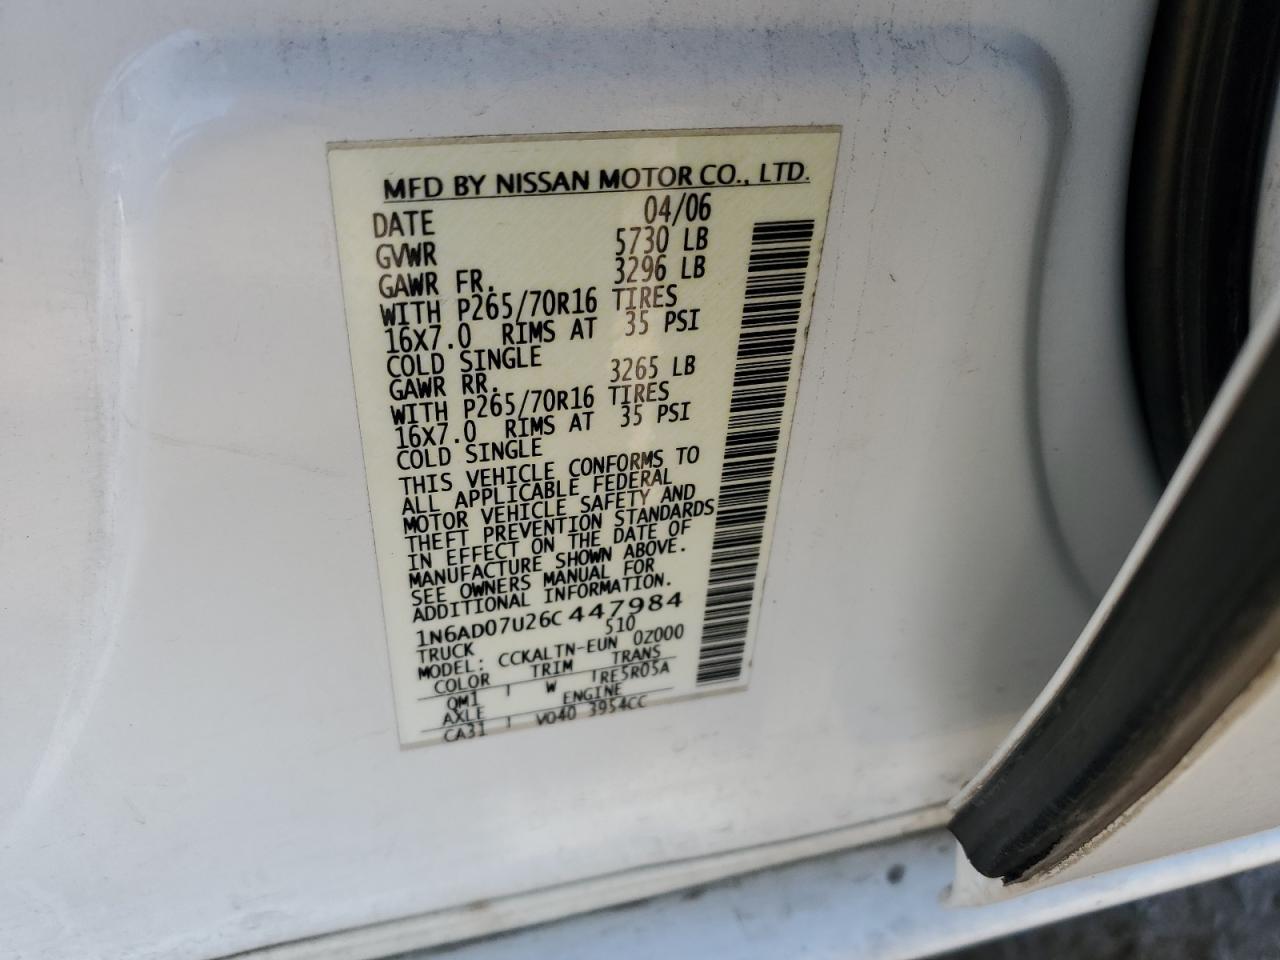 MFD BY NISSAN MOTOR CO., LTD.
DATE 04/06
GVWR 5730 LB
GAWR FR. 3296 LB
WITH P265/70R16 TIRES
16X7.0 RIMS AT 35 PSI
COLD SINGLE
GAWR RR. 3265 LB
WITH P265/70R16 TIRES
16X7.0 RIMS AT 35 PSI
COLD SINGLE
THIS VEHICLE CONFORMS TO
ALL APPLICABLE FEDERAL
MOTOR VEHICLE SAFETY AND
THEFT PREVENTION STANDARDS
IN EFFECT ON THE DATE OF
MANUFACTURE SHOWN ABOVE.
SEE OWNERS MANUAL FOR
ADDITIONAL INFORMATION.
1N6AD07U26C447984
TRUCK 510
MODEL: CCKALTN-EUN 0Z000
COLOR TRIM TRANS
QM1 W RE5R05A
AXLE ENGINE
CA31 VQ40 3954CC